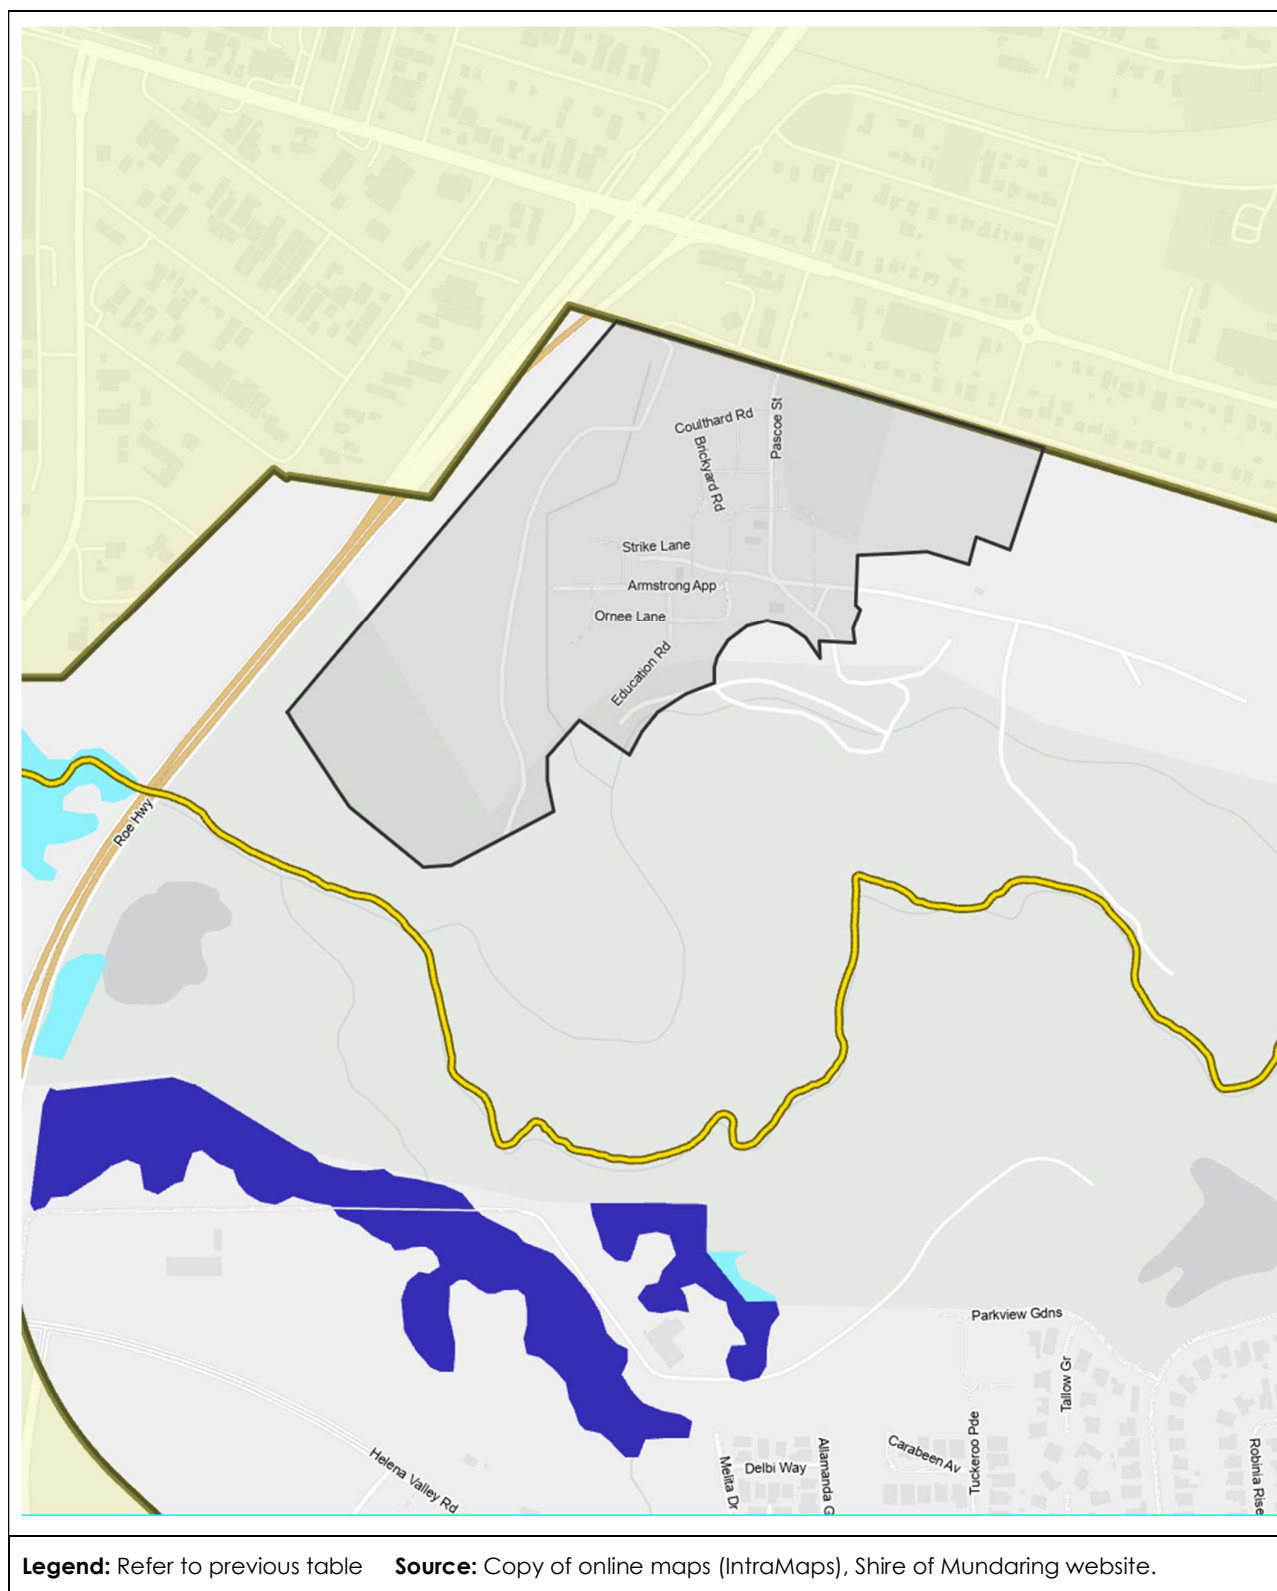 Coulthard Rd
Pascoe St
Brickyard Rd
Strike Lane
Armstrong App
Ornee Lane
Education Rd
Roe Hwy
Parkview Gdns
Tallow Gr
Tuckeroo Pde
Carabeen Av
Robinia Rise
Allamanda G
Delbi Way
Melita Dr
Helena Valley Rd
Legend: Refer to previous table Source: Copy of online maps (IntraMaps), Shire of Mundaring website.